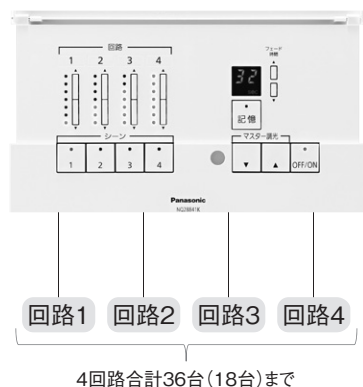 回路
1 2 3 4
フェード
時間
32
記憶
シーン
マスター調光
1 2 3 4 ▼ ▲ OFF/ON
Panasonic
NQ28841K
回路1 回路2 回路3 回路4
4回路合計36台(18台)まで